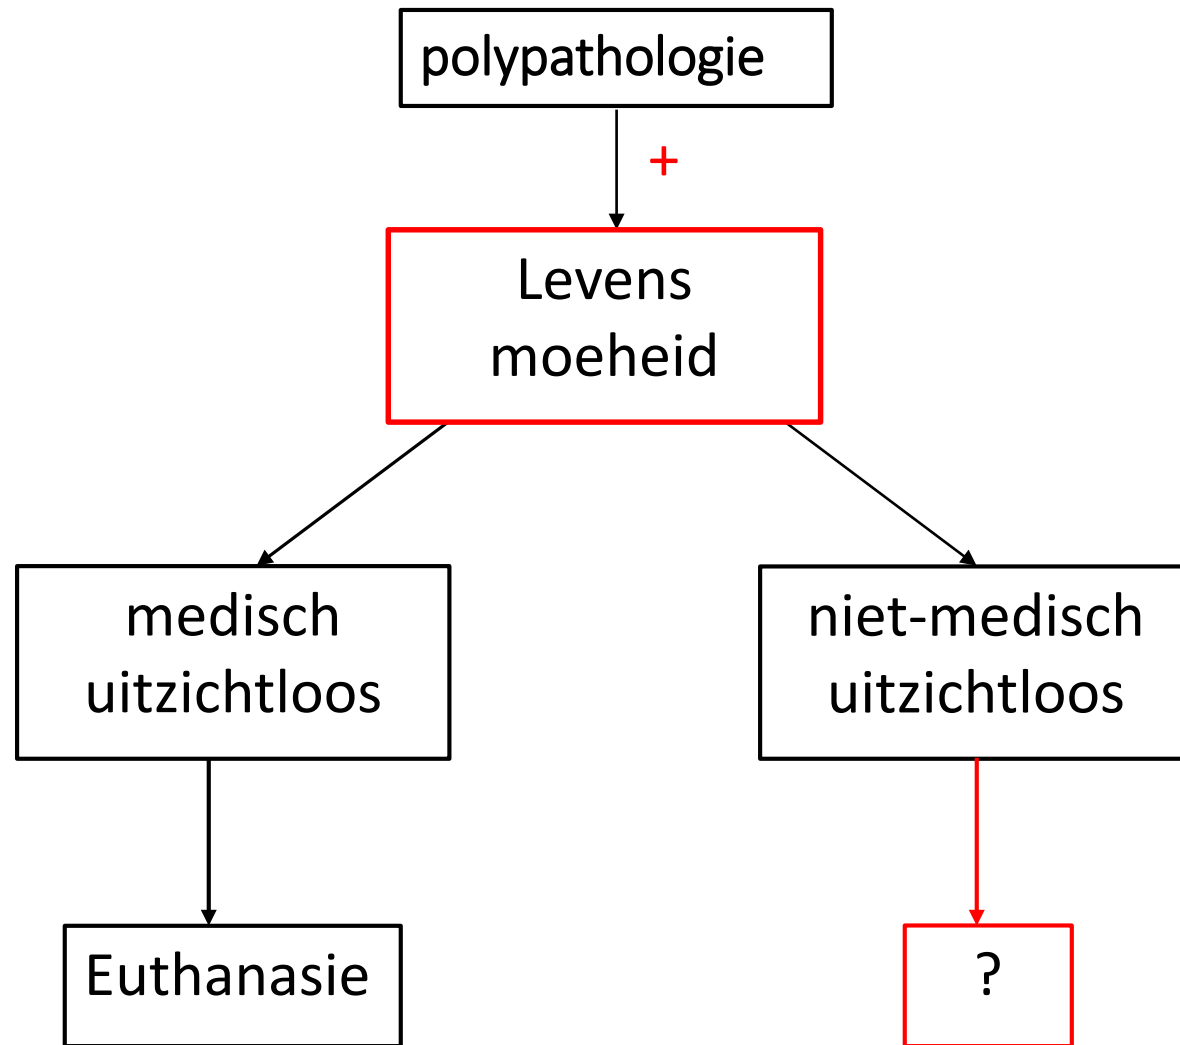 polypathologie
+
Levens
moeheid
medisch
uitzichtloos
niet-medisch
uitzichtloos
Euthanasie
?